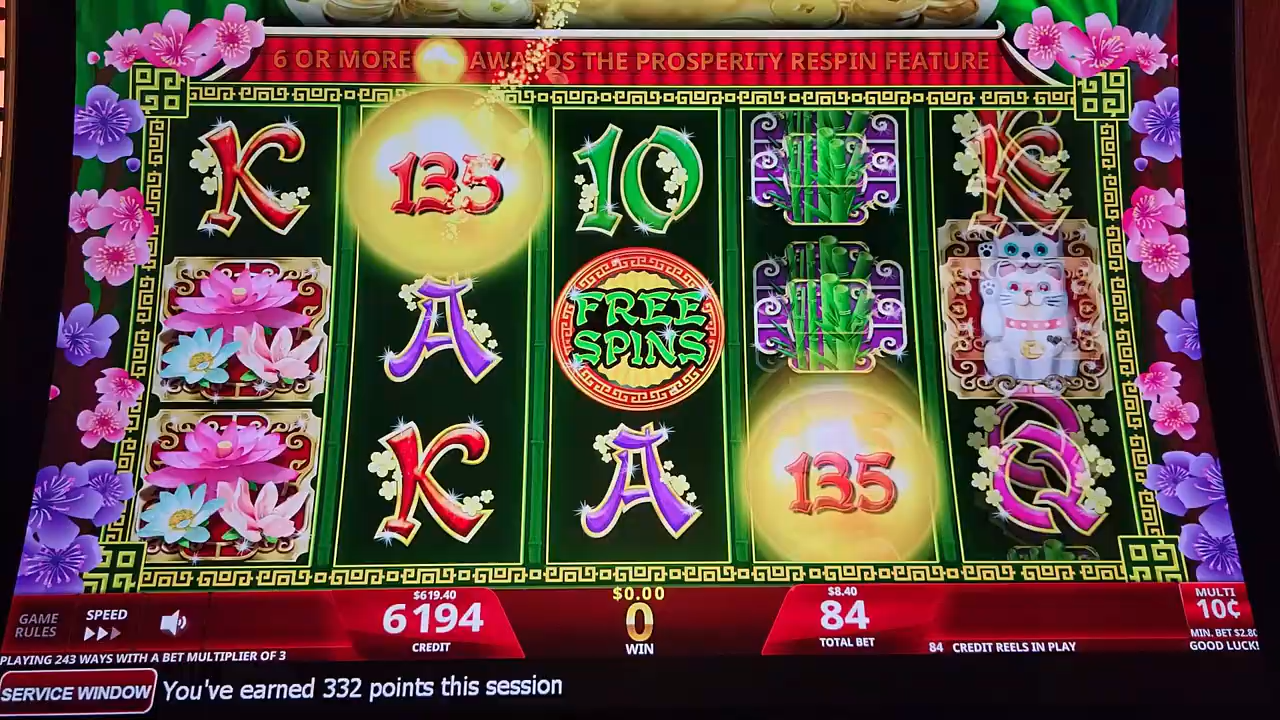 6 OR MORE AWARDS THE PROSPERITY RESPIN FEATURE
K 135 10 K
A FREE SPINS
K A 135 Q
GAME RULES
SPEED
$619.40
6194
CREDIT
$0.00
0
WIN
$8.40
84
TOTAL BET
84 CREDIT REELS IN PLAY
MULTI
10¢
MIN. BET $2.80
GOOD LUCK!
PLAYING 243 WAYS WITH A BET MULTIPLIER OF 3
SERVICE WINDOW
You've earned 332 points this session